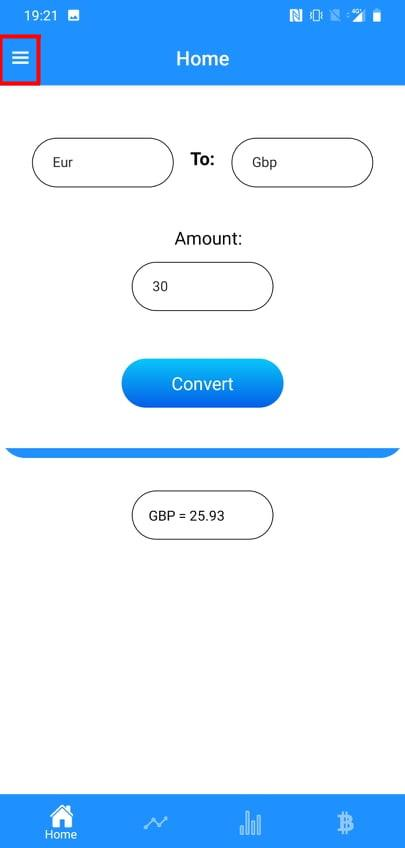 19:21
Home
Eur
To:
Gbp
Amount:
30
Convert
GBP = 25.93
Home